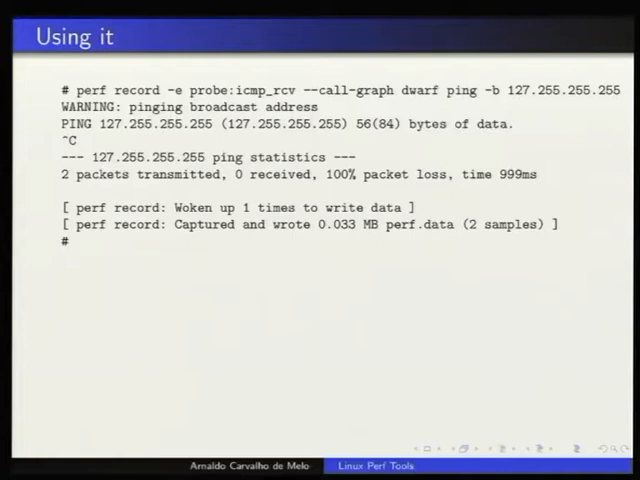 Using it
# perf record -e probe:icmp_rcv --call-graph dwarf ping -b 127.255.255.255
WARNING: pinging broadcast address
PING 127.255.255.255 (127.255.255.255) 56(84) bytes of data.
^C
--- 127.255.255.255 ping statistics ---
2 packets transmitted, 0 received, 100% packet loss, time 999ms
[ perf record: Woken up 1 times to write data ]
[ perf record: Captured and wrote 0.033 MB perf.data (2 samples) ]
#
Arnaldo Carvalho de Melo Linux Perf Tools